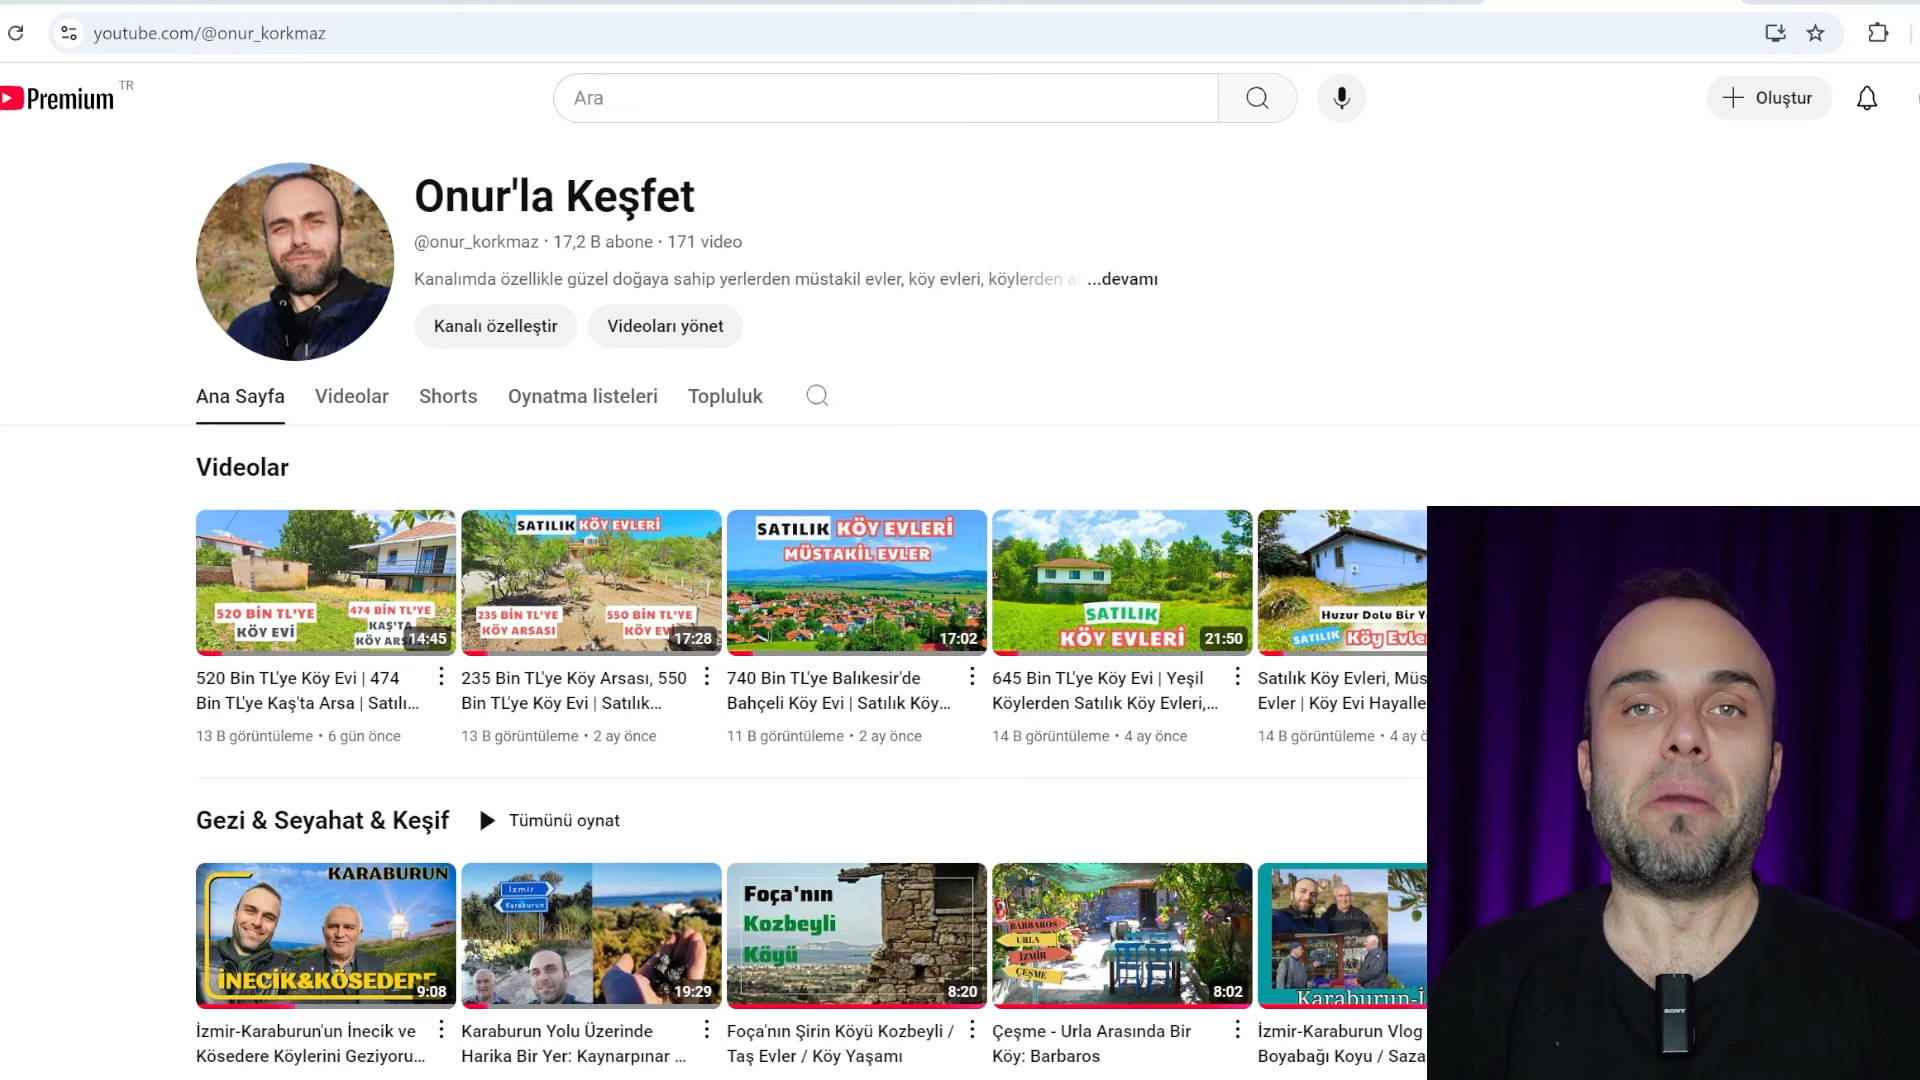 youtube.com/@onur_korkmaz
Premium TR
Ara
Oluştur
Onur'la Keşfet
@onur_korkmaz • 17,2 B abone • 171 video
Kanalımda özellikle güzel doğaya sahip yerlerden müstakil evler, köy evleri, köylerden ...devamı
Kanalı özelleştir
Videoları yönet
Ana Sayfa
Videolar
Shorts
Oynatma listeleri
Topluluk
Videolar
520 BİN TL'YE
KÖY EVİ
474 BİN TL'YE
KAŞ'TA
KÖY
14:45
SATILIK KÖY EVLERİ
235 BİN TL'YE
KÖY ARSASI
550 BİN TL'YE
KÖY
17:28
SATILIK KÖY EVLERİ
MÜSTAKİL EVLER
17:02
SATILIK
KÖY EVLERİ
21:50
Huzur Dolu Bir
SATILIK Köy
520 Bin TL'ye Köy Evi | 474
Bin TL'ye Kaş'ta Arsa | Satılı...
13 B görüntüleme • 6 gün önce
235 Bin TL'ye Köy Arsası, 550
Bin TL'ye Köy Evi | Satılık...
13 B görüntüleme • 2 ay önce
740 Bin TL'ye Balıkesir'de
Bahçeli Köy Evi | Satılık Köy...
11 B görüntüleme • 2 ay önce
645 Bin TL'ye Köy Evi | Yeşil
Köylerden Satılık Köy Evleri,...
14 B görüntüleme • 4 ay önce
Satılık Köy Evleri, Müs
Evler | Köy Evi Hayalle
14 B görüntüleme • 4 ay
Gezi & Seyahat & Keşif
Tümünü oynat
KARABURUN
İNECİK&KÖSEDERE
9:08
İzmir
Karaburun
19:29
Foça'nın
Kozbeyli
Köyü
8:20
BARBAROS
URLA
İZMİR
ÇEŞME
8:02
Karaburun-İ
İzmir-Karaburun'un İnecik ve
Kösedere Köylerini Geziyoru...
Karaburun Yolu Üzerinde
Harika Bir Yer: Kaynarpınar ...
Foça'nın Şirin Köyü Kozbeyli /
Taş Evler / Köy Yaşamı
Çeşme - Urla Arasında Bir
Köy: Barbaros
İzmir-Karaburun Vlog
Boyabağı Koyu / Saza
SONY